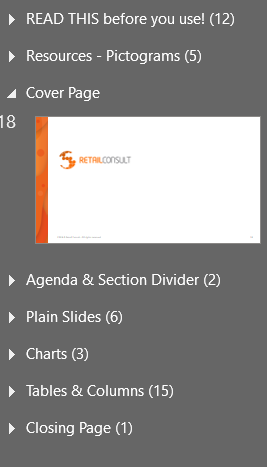 READ THIS before you use! (12)
Resources - Pictograms (5)
Cover Page
18
RETAILCONSULT
Agenda & Section Divider (2)
Plain Slides (6)
Charts (3)
Tables & Columns (15)
Closing Page (1)